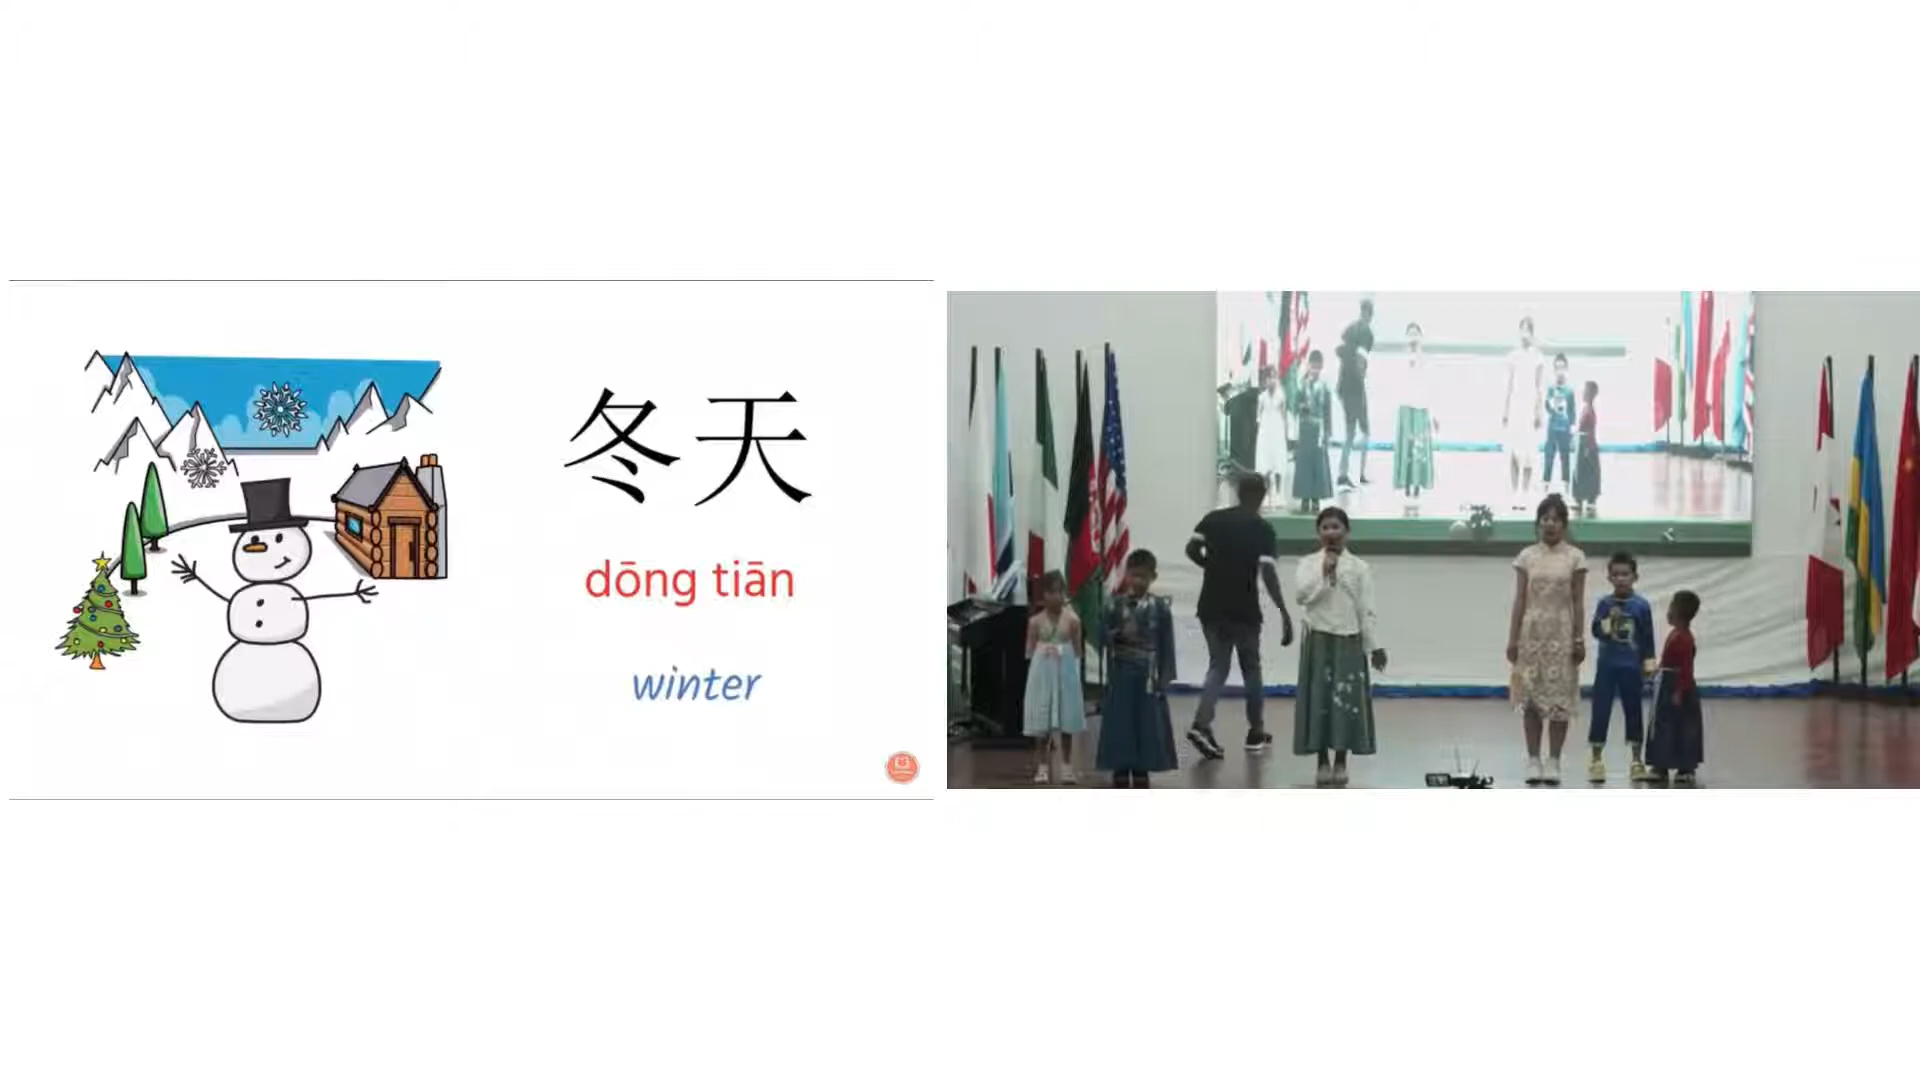 冬天
dōng tiān
winter